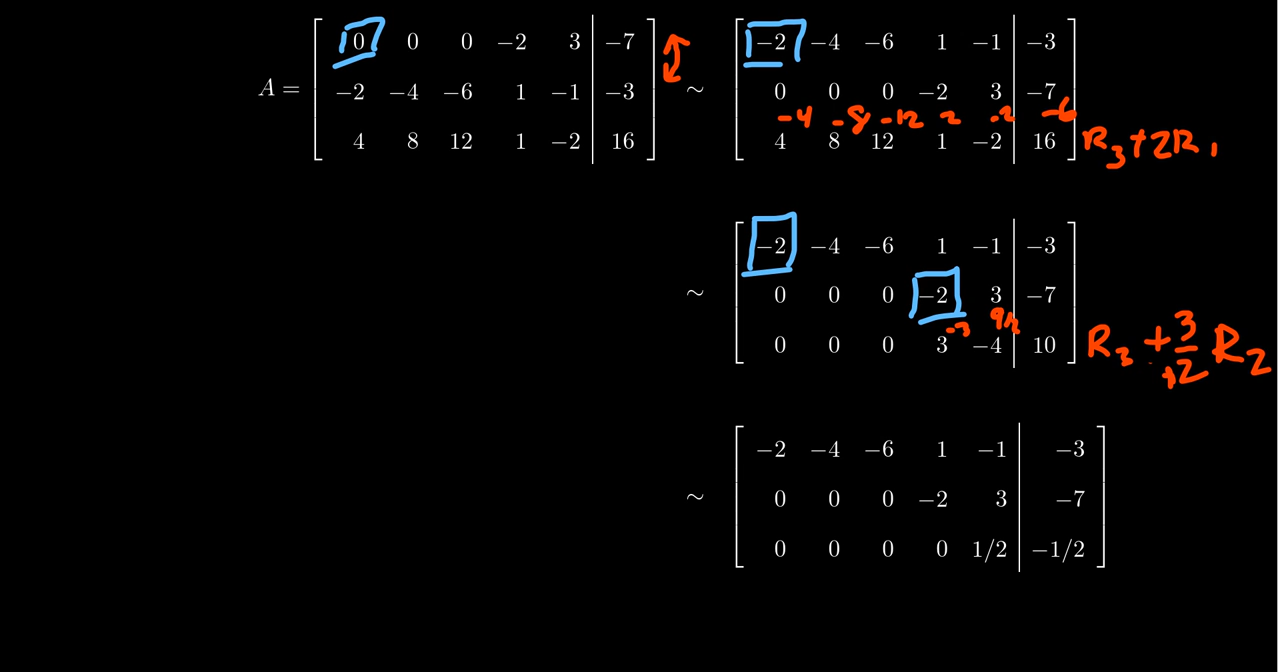 0 0 0 −2 3 −7
−2 −4 −6 1 −1 −3
A = −2 −4 −6 1 −1 −3
∼ 0 0 0 −2 3 −7
-4 -8 -12 2 -2 -6
4 8 12 1 −2 16
4 8 12 1 −2 16 R3+2R1
−2 −4 −6 1 −1 −3
∼ 0 0 0 −2 3 −7
-3 9/2
0 0 0 3 −4 10 R3 + 3/2 R2
−2 −4 −6 1 −1 −3
∼ 0 0 0 −2 3 −7
0 0 0 0 1/2 −1/2